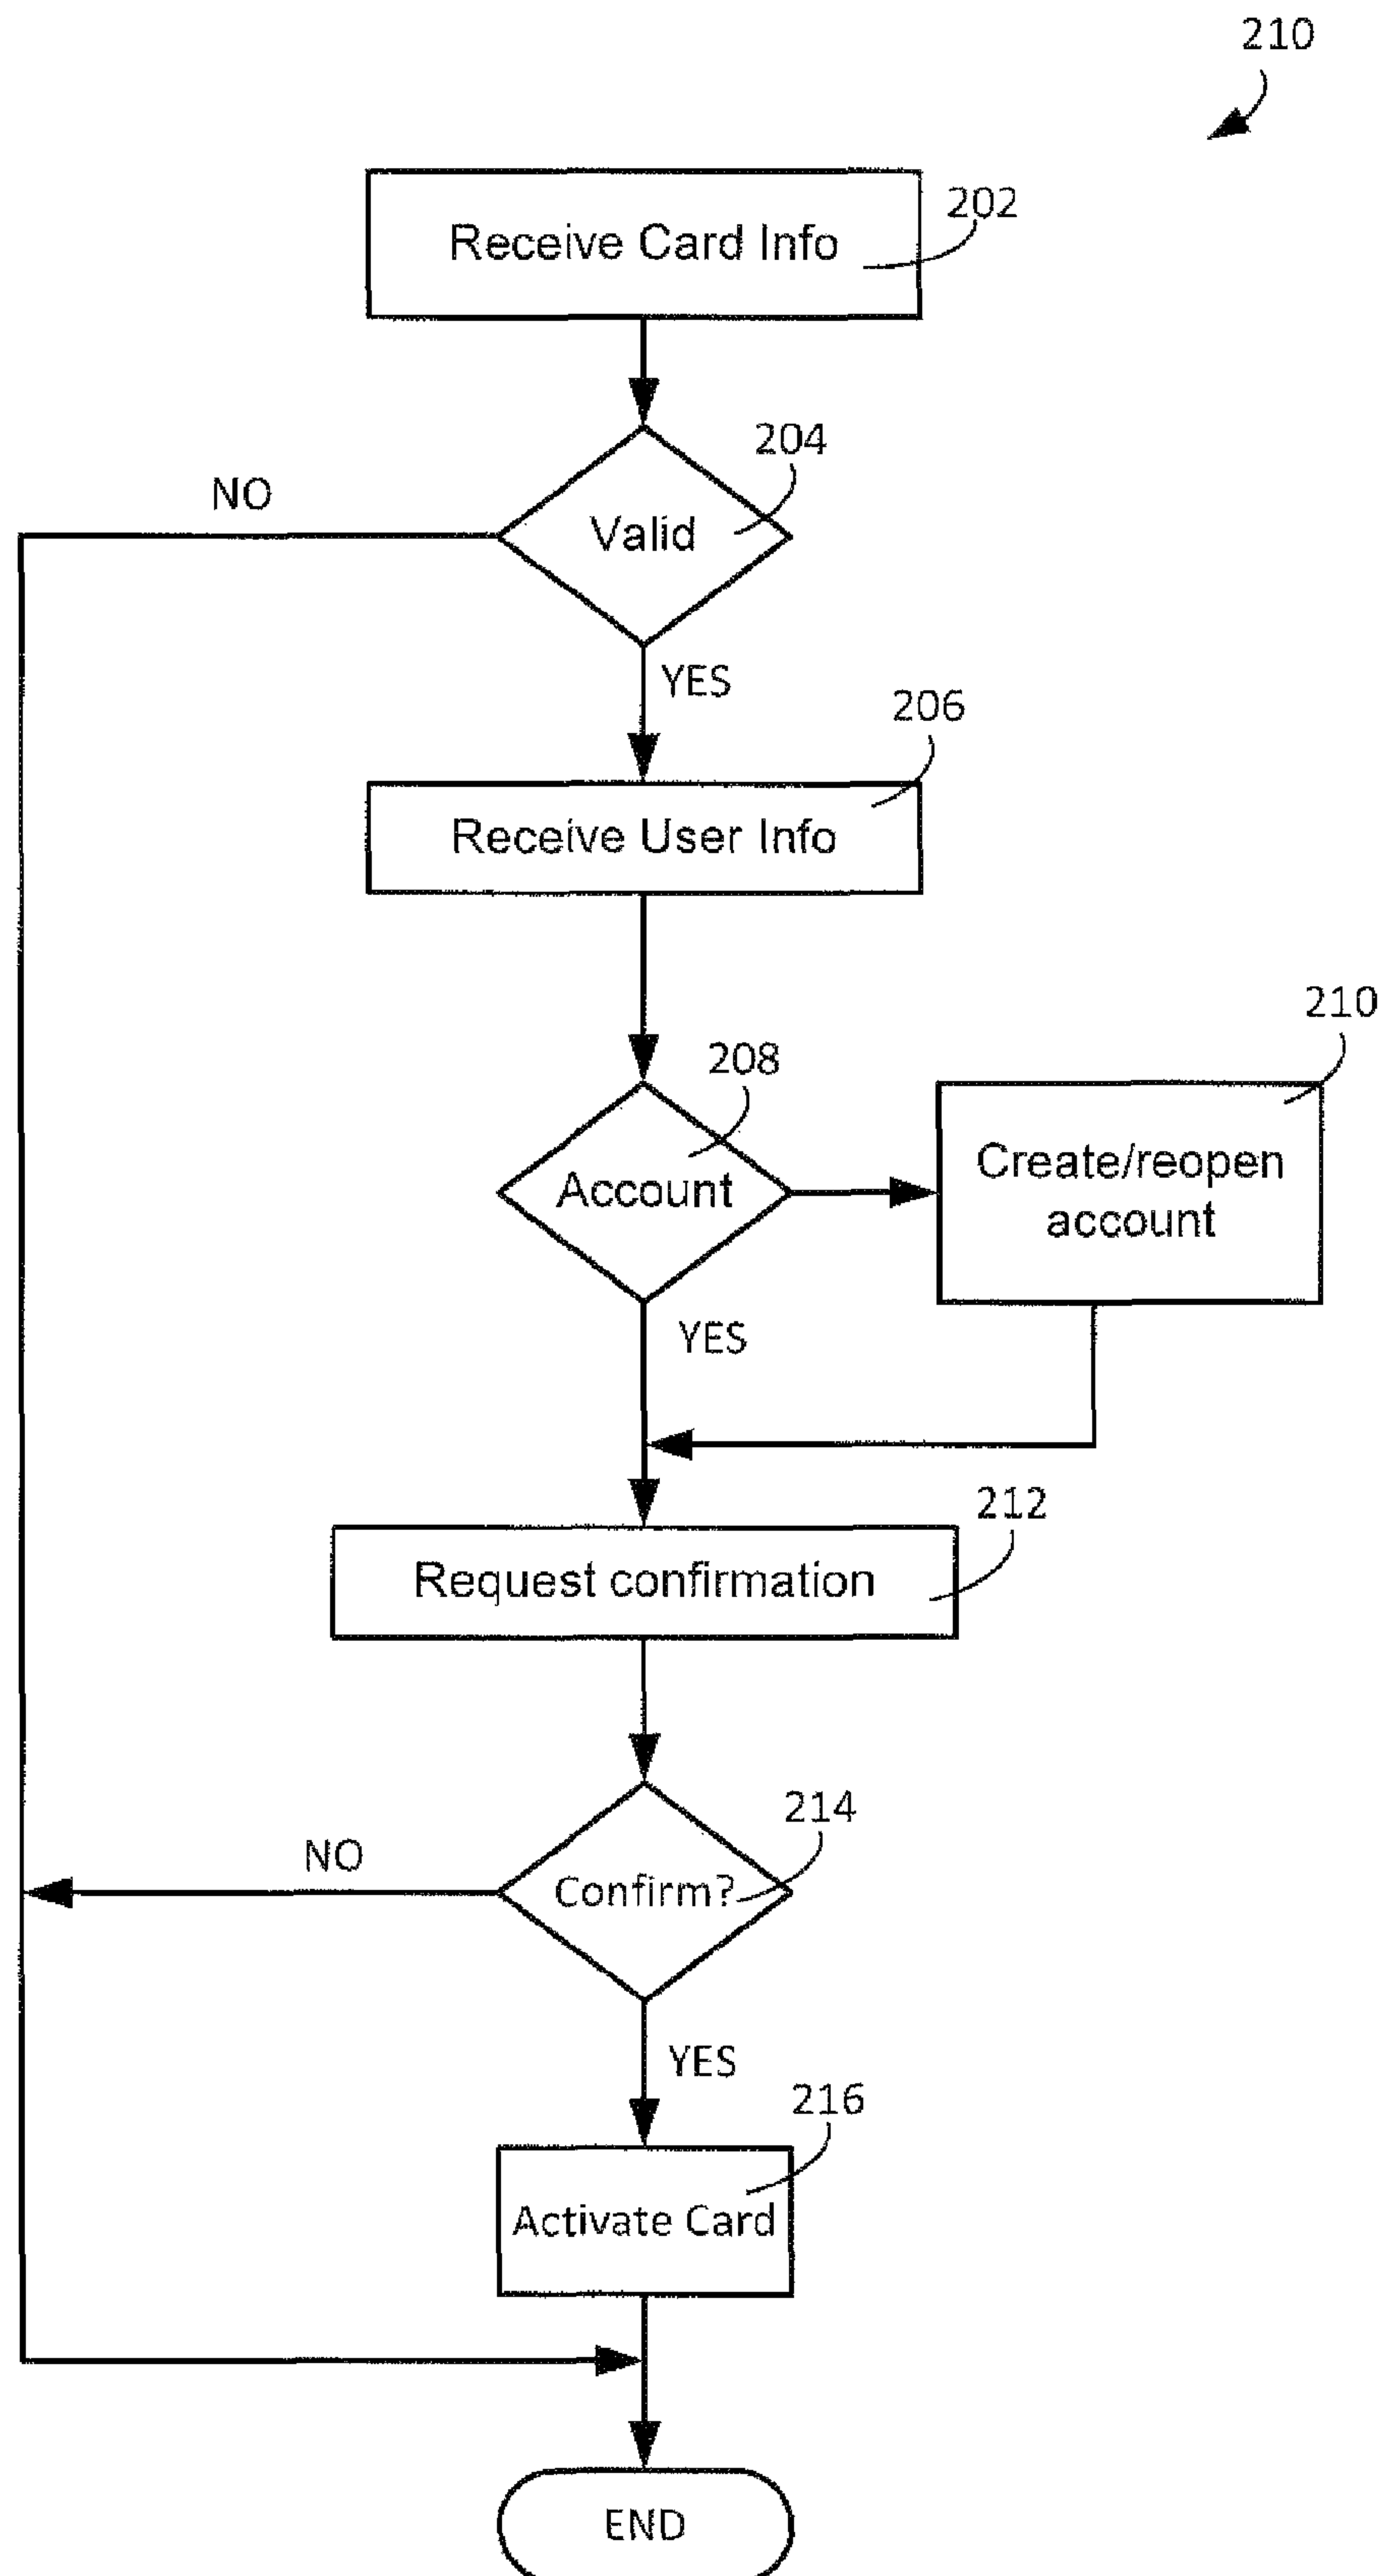 210
Receive Card Info
202
204
NO
Valid
YES
206
Receive User Info
210
208
Create/reopen
account
Account
YES
212
Request confirmation
214
NO
Confirm?
YES
216
Activate Card
END